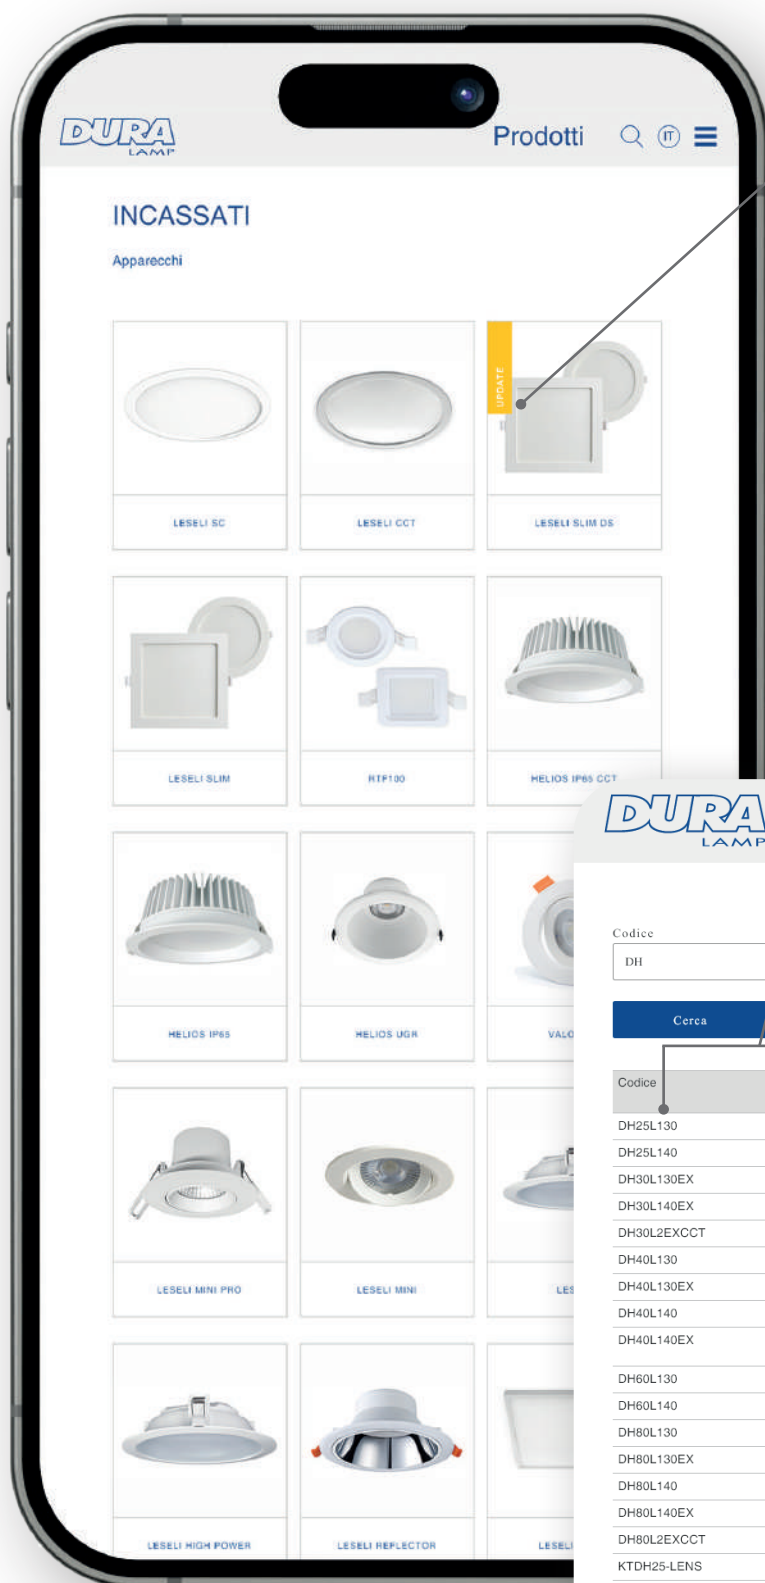 DURA
LAMP
Prodotti
IT
INCASSATI
Apparecchi
UPDATE
LESELI SC
LESELI CCT
LESELI SLIM DS
LESELI SLIM
RTF100
HELIOS IP65 CCT
HELIOS IP65
HELIOS UGR
VALO
LESELI MINI PRO
LESELI MINI
LES
LESELI HIGH POWER
LESELI REFLECTOR
LESELI
DURA
LAMP
Codice
DH
Cerca
Codice
DH25L130
DH25L140
DH30L130EX
DH30L140EX
DH30L2EXCCT
DH40L130
DH40L130EX
DH40L140
DH40L140EX
DH60L130
DH60L140
DH80L130
DH80L130EX
DH80L140
DH80L140EX
DH80L2EXCCT
KTDH25-LENS